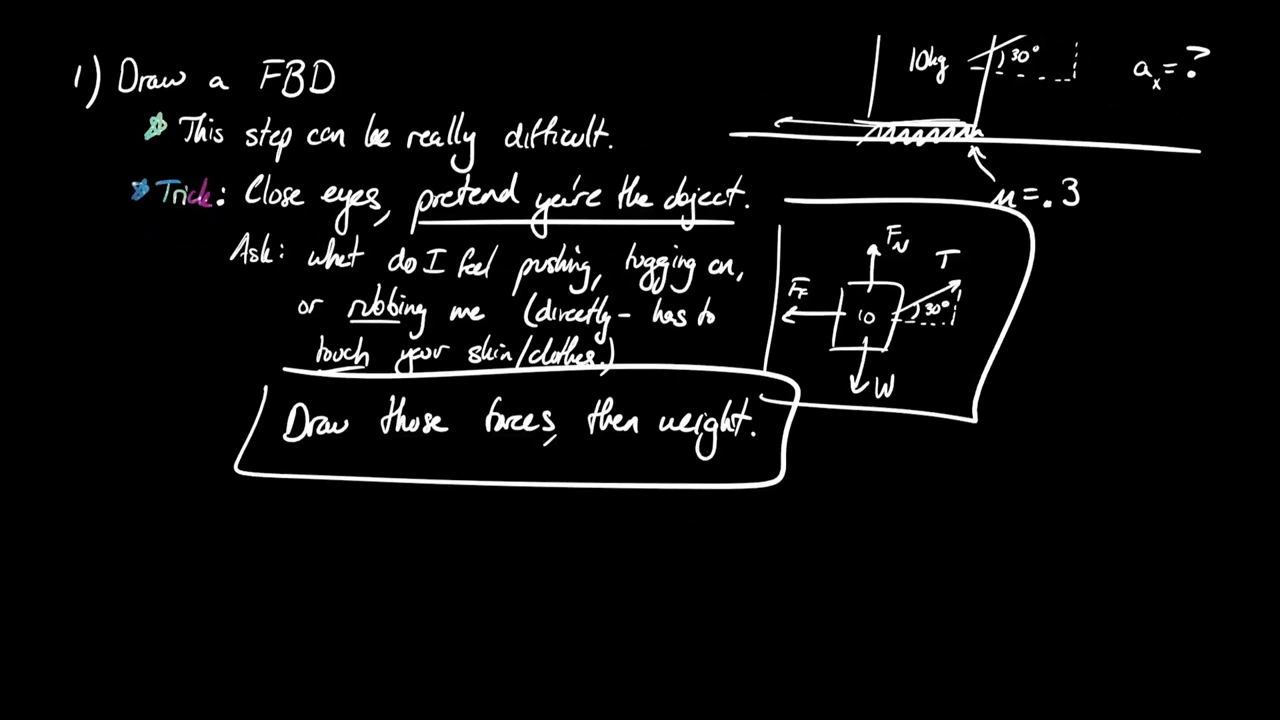 1) Draw a FBD
This step can be really difficult.
Trick: Close eyes, pretend you're the object.
Ask: what do I feel pushing, tugging on,
or rubbing me (directly - has to
touch your skin/clothes.)
Draw those forces, then weight.
10kg 30° aₓ=?
μ=.3
F_N
T
F_F
10 30°
W